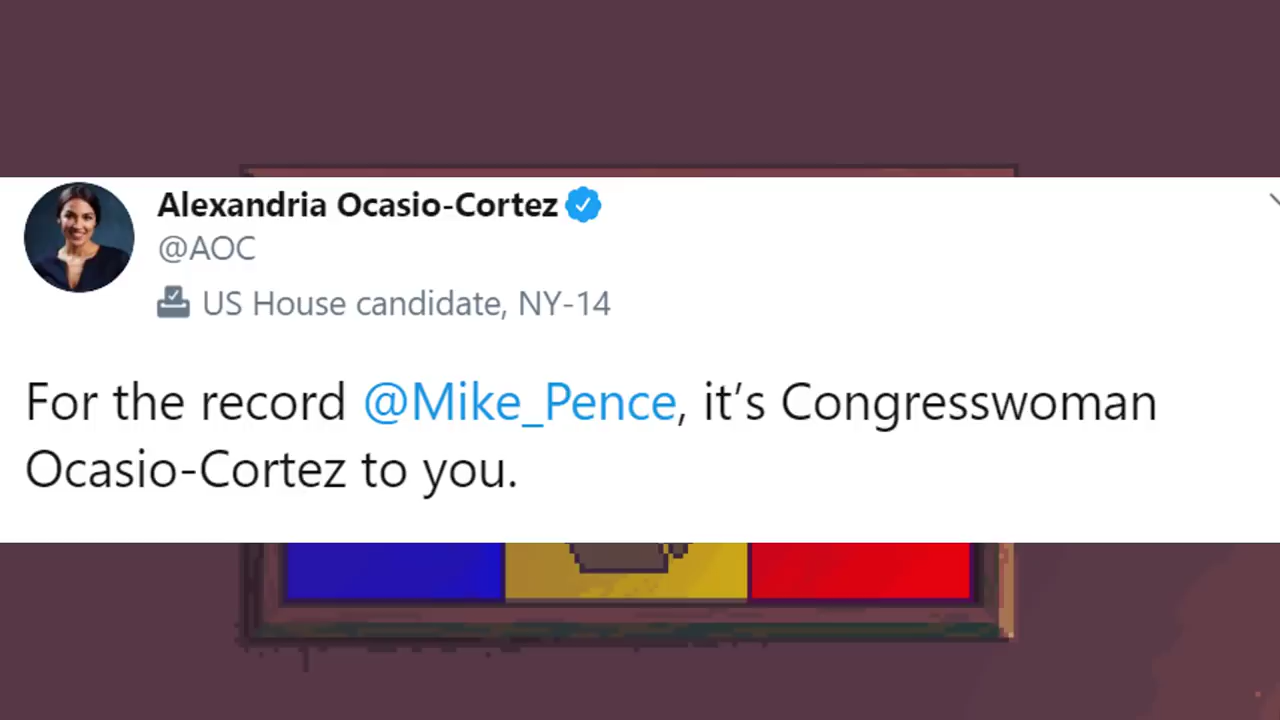 Alexandria Ocasio-Cortez
@AOC
US House candidate, NY-14
For the record @Mike_Pence, it’s Congresswoman
Ocasio-Cortez to you.